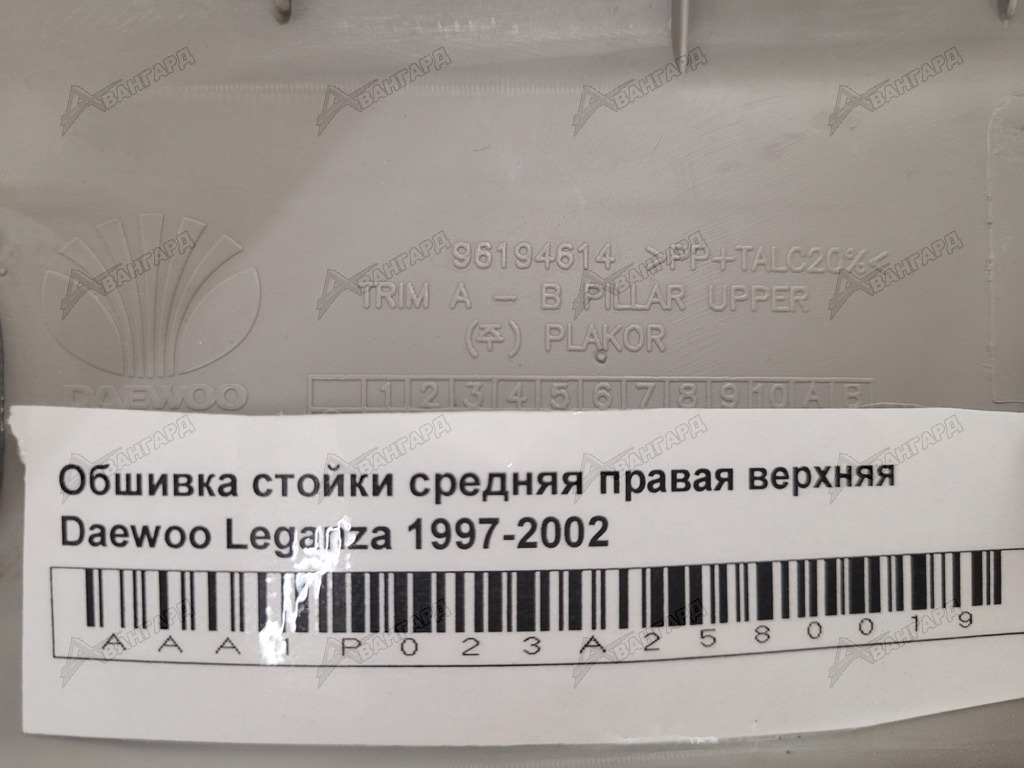 96194614 >PP+TALC20%<
TRIM A - B PILLAR UPPER
(주) PLAKOR
DAEWOO
1 2 3 4 5 6 7 8 9 10 A B
Обшивка стойки средняя правая верхняя
Daewoo Leganza 1997-2002
AAA1P023A2580019
АВАНГАРД